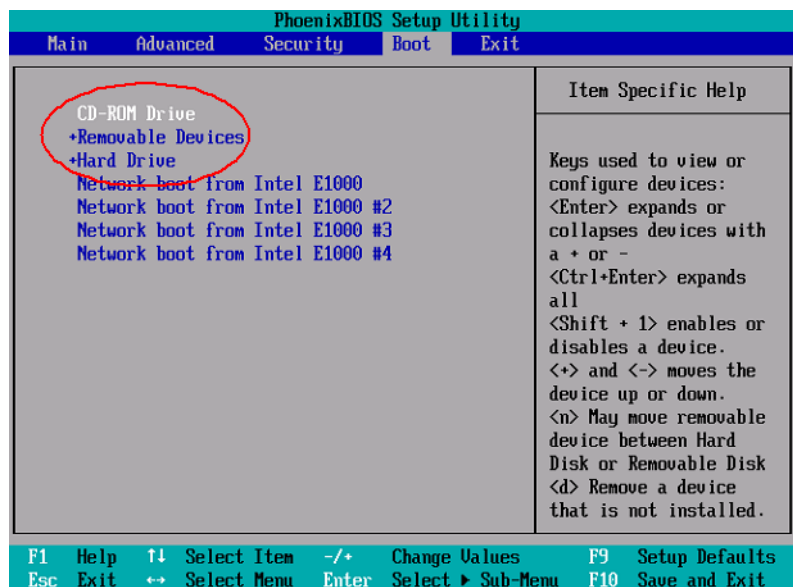 PhoenixBIOS Setup Utility
Main Advanced Security Boot Exit
CD-ROM Drive
+Removable Devices
+Hard Drive
Network boot from Intel E1000
Network boot from Intel E1000 #2
Network boot from Intel E1000 #3
Network boot from Intel E1000 #4
Item Specific Help
Keys used to view or
configure devices:
<Enter> expands or
collapses devices with
a + or -
<Ctrl+Enter> expands
all
<Shift + 1> enables or
disables a device.
<+> and <-> moves the
device up or down.
<n> May move removable
device between Hard
Disk or Removable Disk
<d> Remove a device
that is not installed.
F1 Help ↑↓ Select Item -/+ Change Values F9 Setup Defaults
Esc Exit ↔ Select Menu Enter Select ▶ Sub-Menu F10 Save and Exit